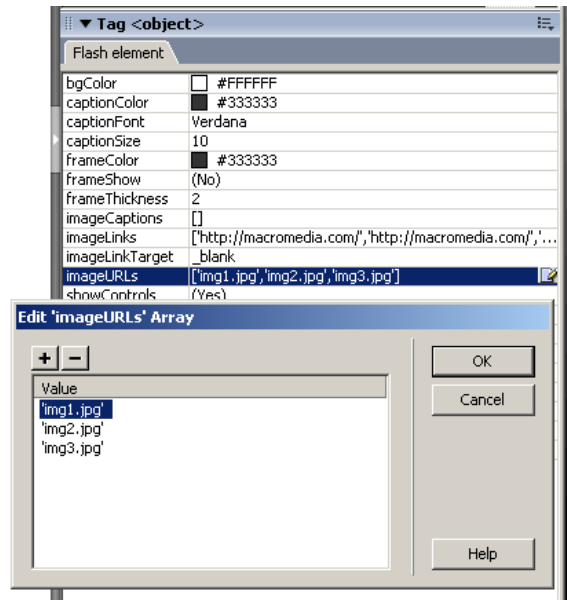 Tag <object>
Flash element
bgColor #FFFFFF
captionColor #333333
captionFont Verdana
captionSize 10
frameColor #333333
frameShow (No)
frameThickness 2
imageCaptions []
imageLinks ['http://macromedia.com/','http://macromedia.com/','...
imageLinkTarget _blank
imageURLs ['img1.jpg','img2.jpg','img3.jpg']
showControls (Yes)
Edit 'imageURLs' Array
+ −
Value
'img1.jpg'
'img2.jpg'
'img3.jpg'
OK
Cancel
Help